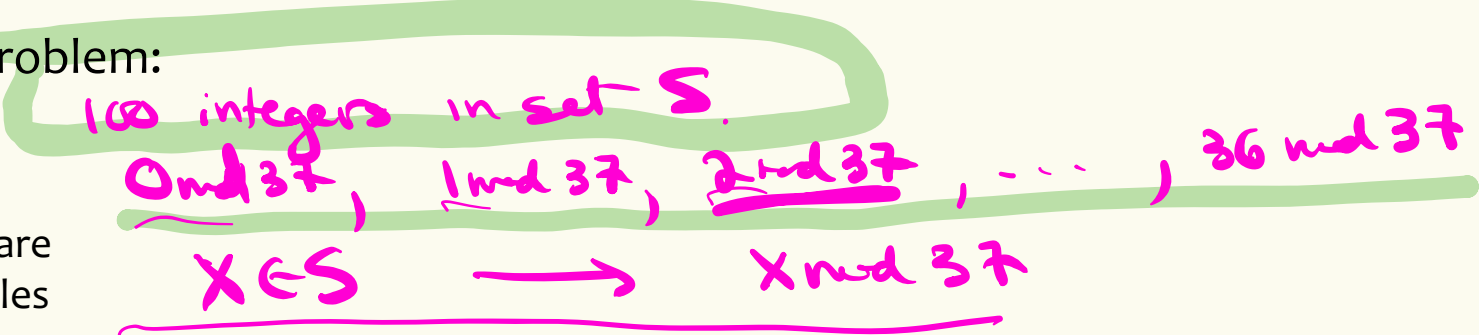 roblem:
100 integers in set S.
0 mod 37, 1 mod 37, 2 mod 37, ..., 36 mod 37
are
X ∈ S → X mod 37
les